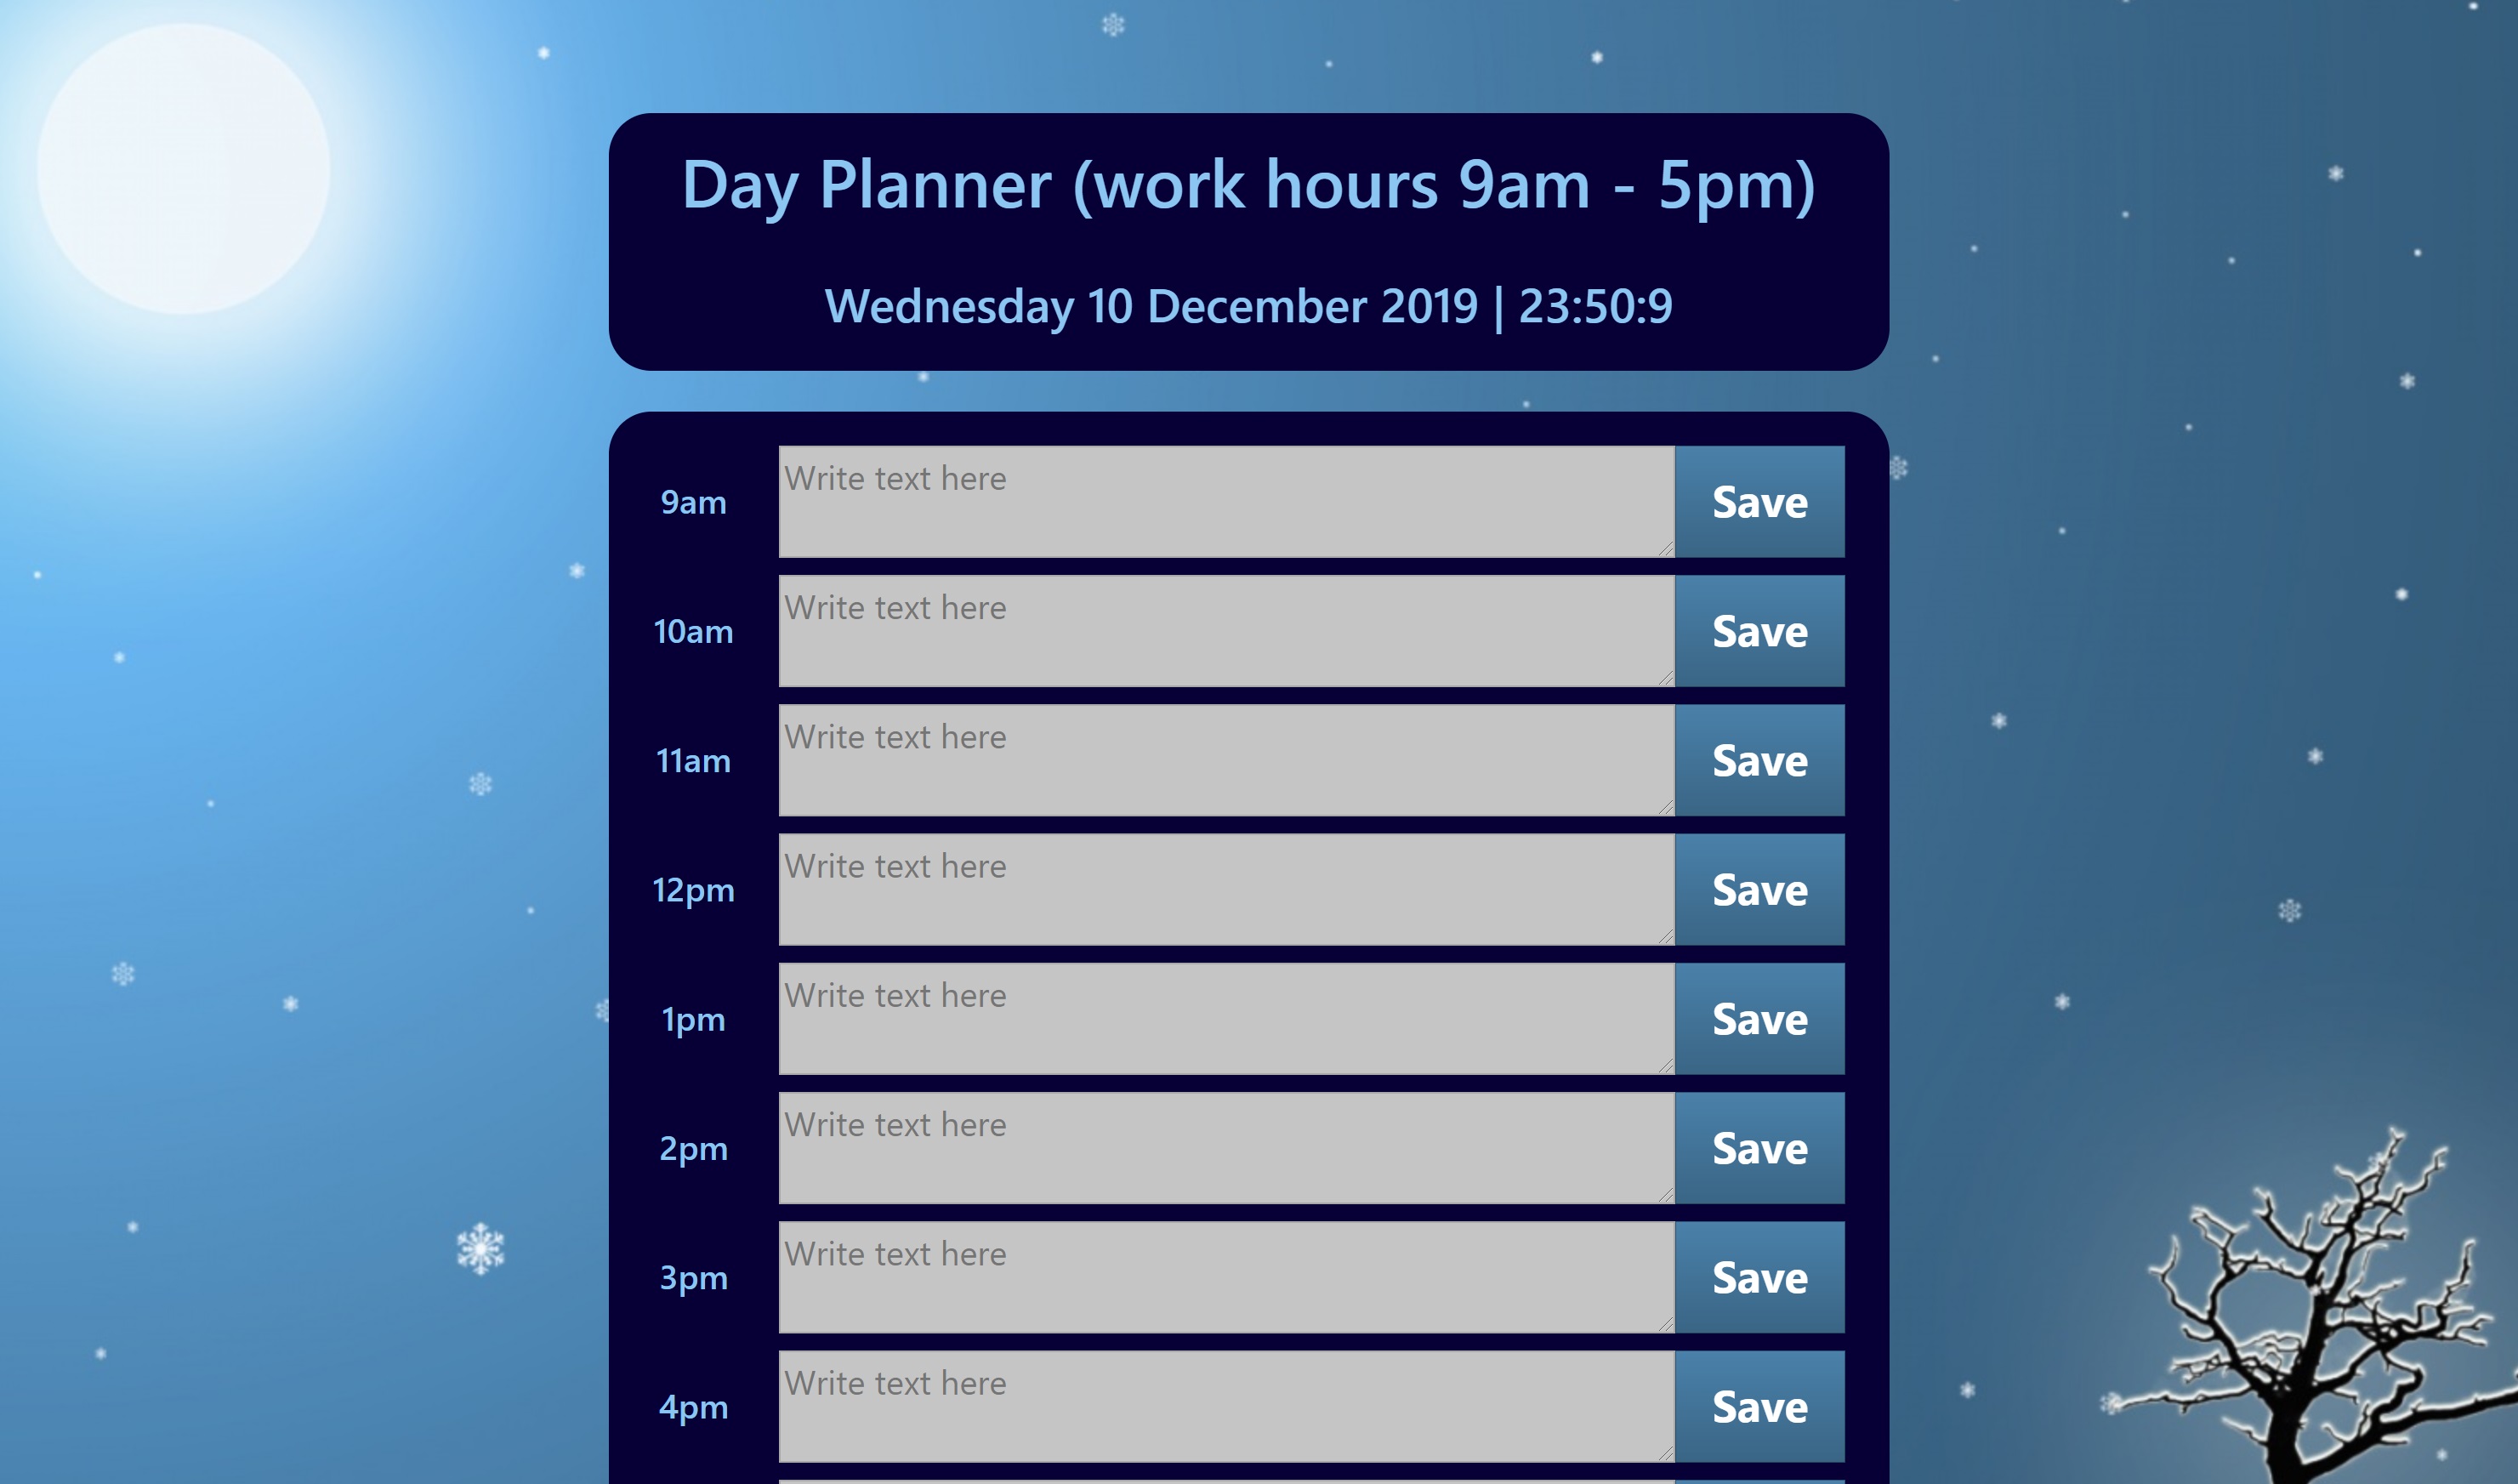 Day Planner (work hours 9am - 5pm)
Wednesday 10 December 2019 | 23:50:9
9am Write text here Save
10am Write text here Save
11am Write text here Save
12pm Write text here Save
1pm Write text here Save
2pm Write text here Save
3pm Write text here Save
4pm Write text here Save